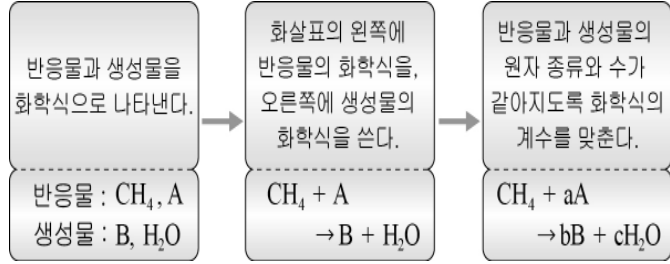 반응물과 생성물을
화학식으로 나타낸다.
반응물 : CH₄, A
생성물 : B, H₂O
화살표의 왼쪽에
반응물의 화학식을,
오른쪽에 생성물의
화학식을 쓴다.
CH₄ + A
→ B + H₂O
반응물과 생성물의
원자 종류와 수가
같아지도록 화학식의
계수를 맞춘다.
CH₄ + aA
→ bB + cH₂O